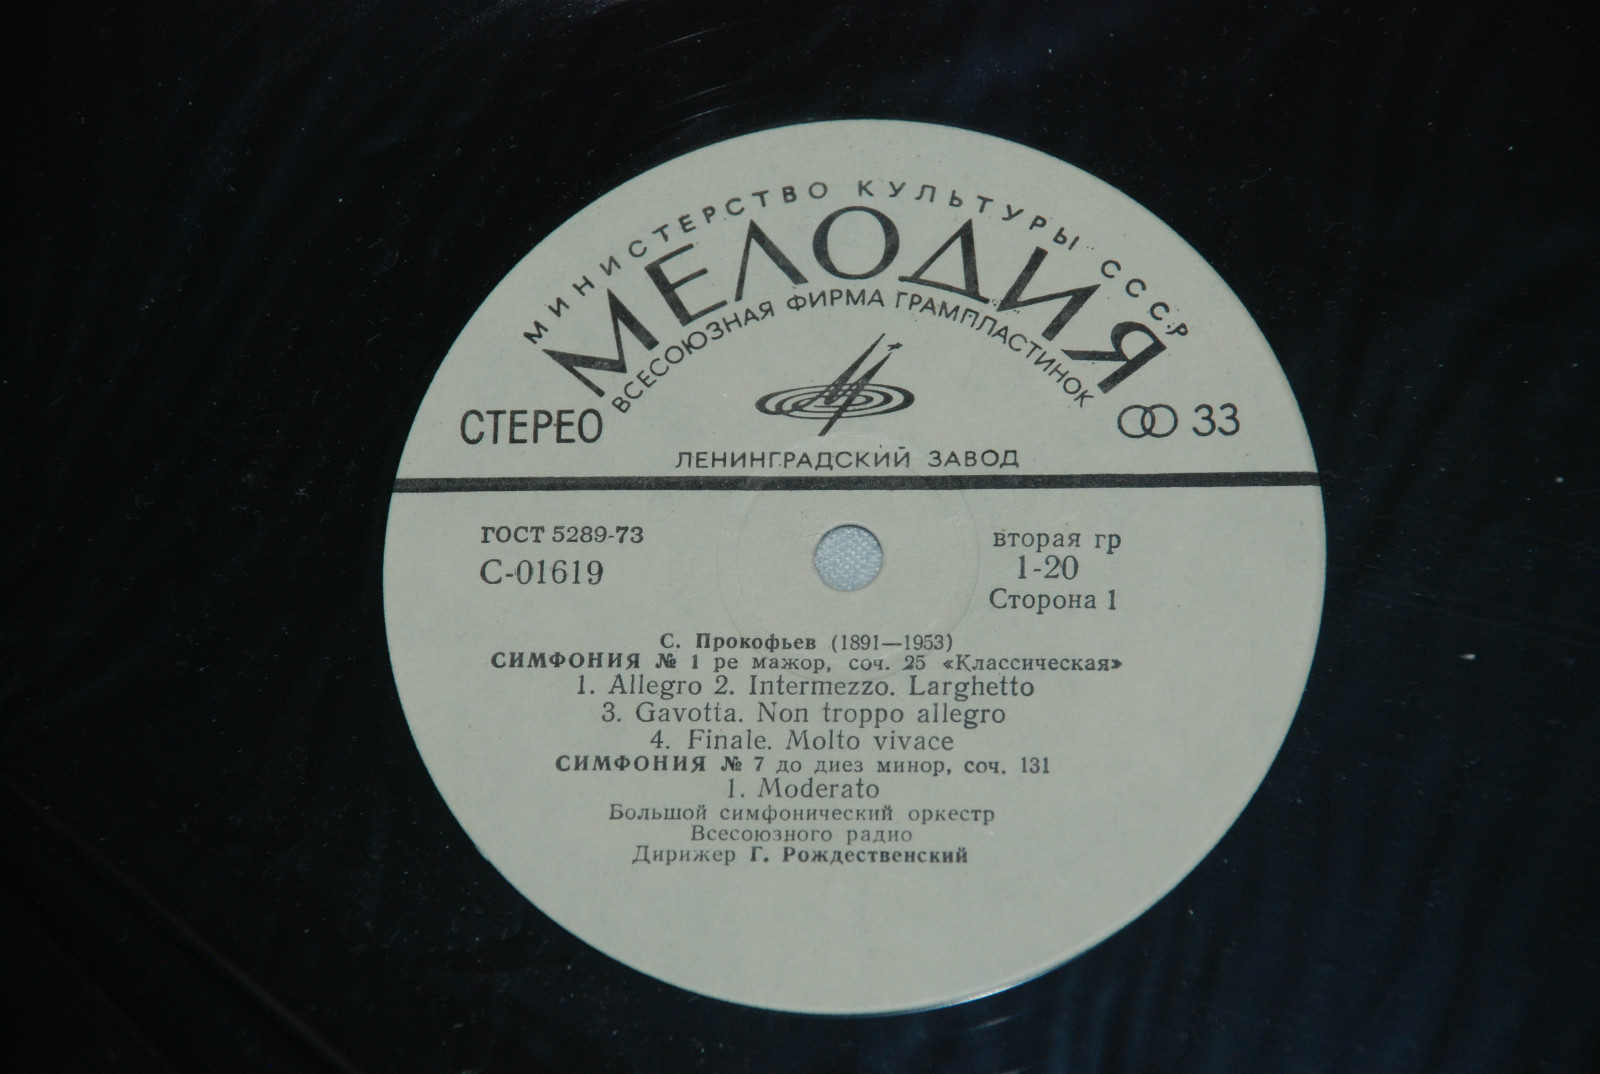 МИНИСТЕРСТВО КУЛЬТУРЫ СССР
МЕЛОДИЯ
ВСЕСОЮЗНАЯ ФИРМА ГРАМПЛАСТИНОК
СТЕРЕО
33
ЛЕНИНГРАДСКИЙ ЗАВОД
ГОСТ 5289-73
С-01619
вторая гр
1-20
Сторона 1
С. Прокофьев (1891—1953)
СИМФОНИЯ № 1 ре мажор, соч. 25 «Классическая»
1. Allegro 2. Intermezzo. Larghetto
3. Gavotta. Non troppo allegro
4. Finale. Molto vivace
СИМФОНИЯ № 7 до диез минор, соч. 131
1. Moderato
Большой симфонический оркестр
Всесоюзного радио
Дирижер Г. Рождественский